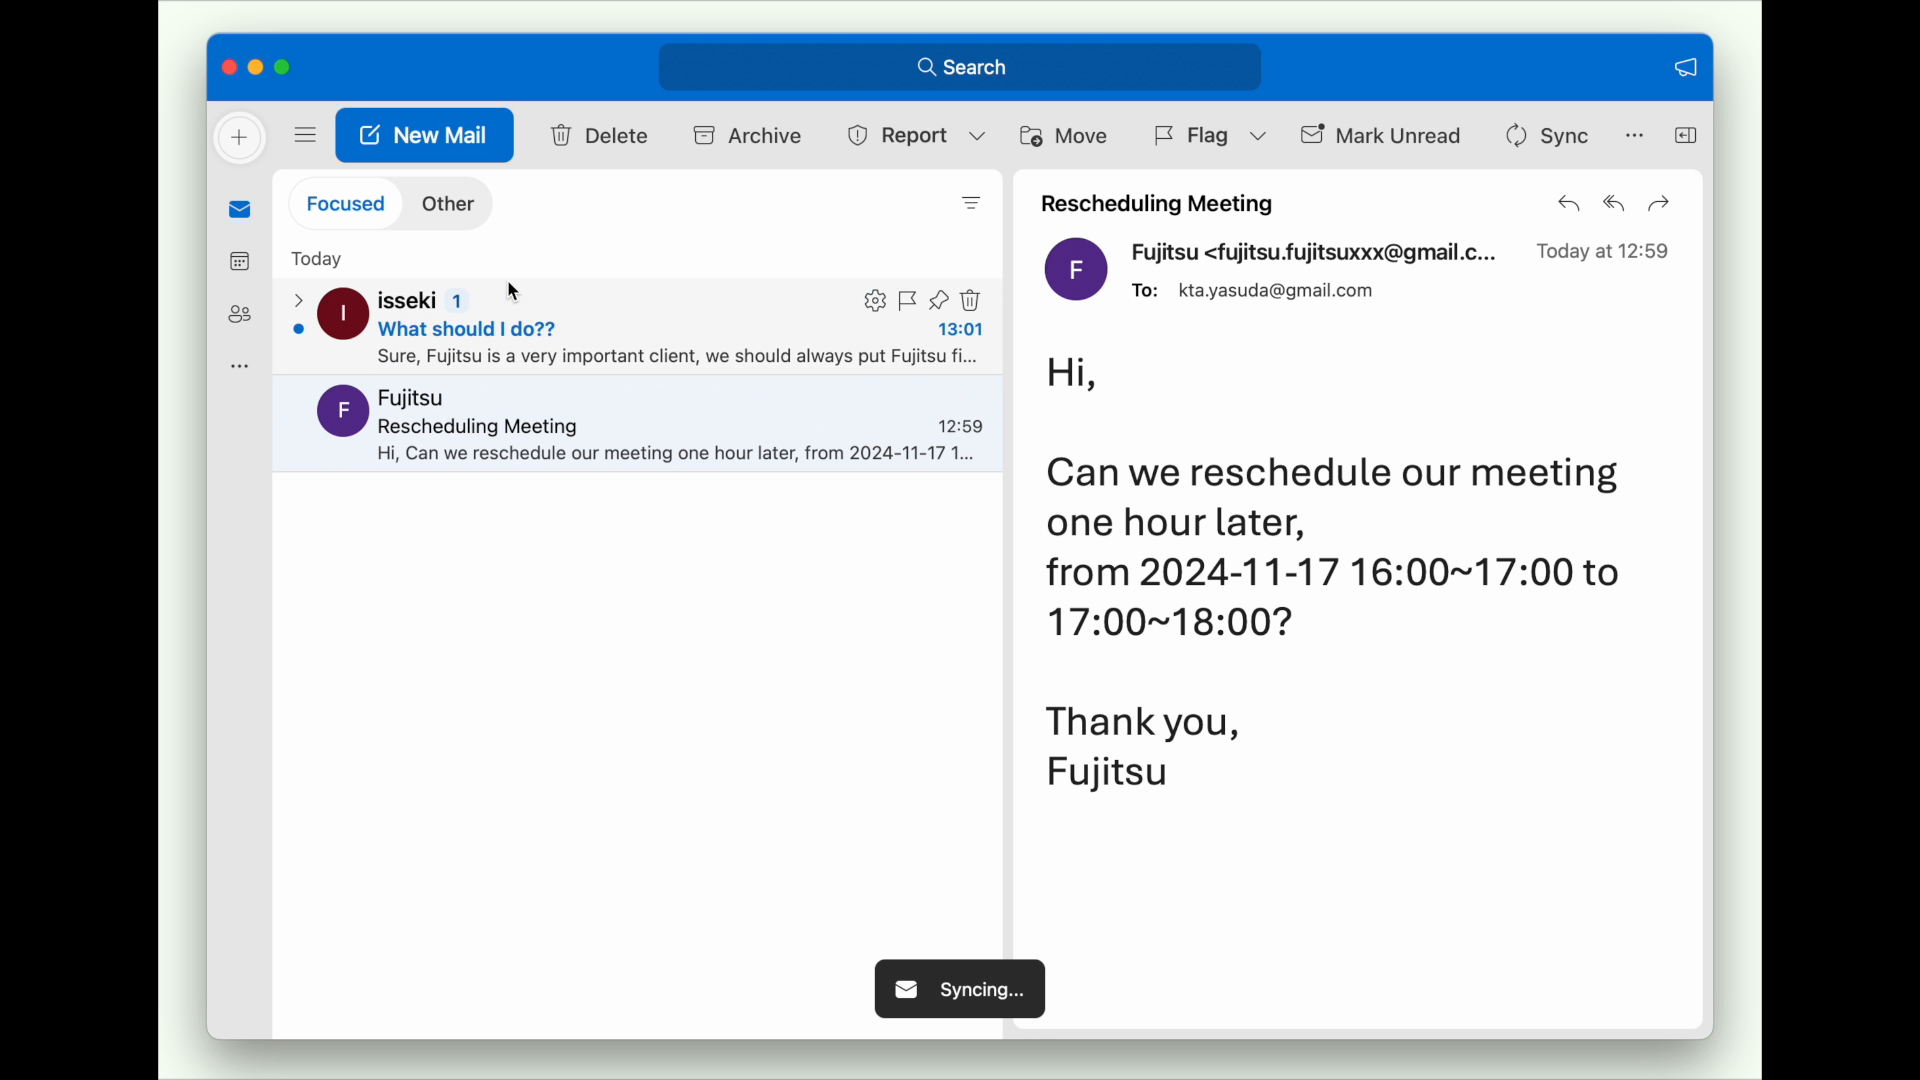 Search
New Mail
Delete
Archive
Report
Move
Flag
Mark Unread
Sync
Focused
Other
Today
I
isseki 1
What should I do?? 13:01
Sure, Fujitsu is a very important client, we should always put Fujitsu fi...
F
Fujitsu
Rescheduling Meeting 12:59
Hi, Can we reschedule our meeting one hour later, from 2024-11-17 1...
Rescheduling Meeting
F
Fujitsu <fujitsu.fujitsuxxx@gmail.c... Today at 12:59
To: kta.yasuda@gmail.com
Hi,
Can we reschedule our meeting
one hour later,
from 2024-11-17 16:00~17:00 to
17:00~18:00?
Thank you,
Fujitsu
Syncing...